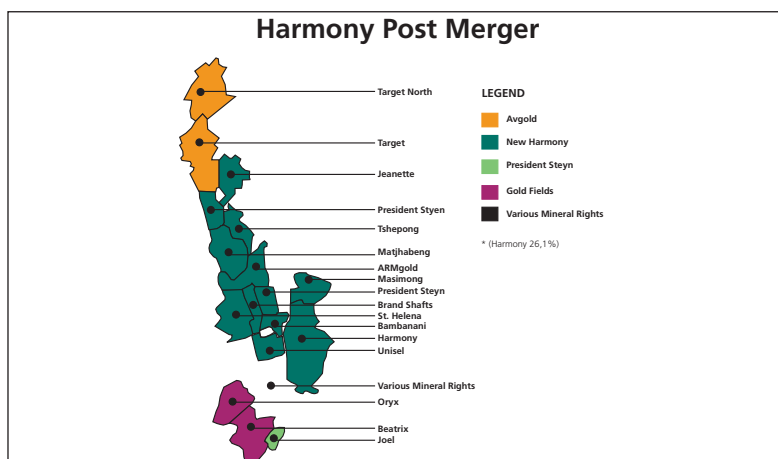 Harmony Post Merger
Target North
Target
Jeanette
President Styen
Tshepong
Matjhabeng
ARMgold
Masimong
President Steyn
Brand Shafts
St. Helena
Bambanani
Harmony
Unisel
Various Mineral Rights
Oryx
Beatrix
Joel
LEGEND
Avgold
New Harmony
President Steyn
Gold Fields
Various Mineral Rights
* (Harmony 26,1%)